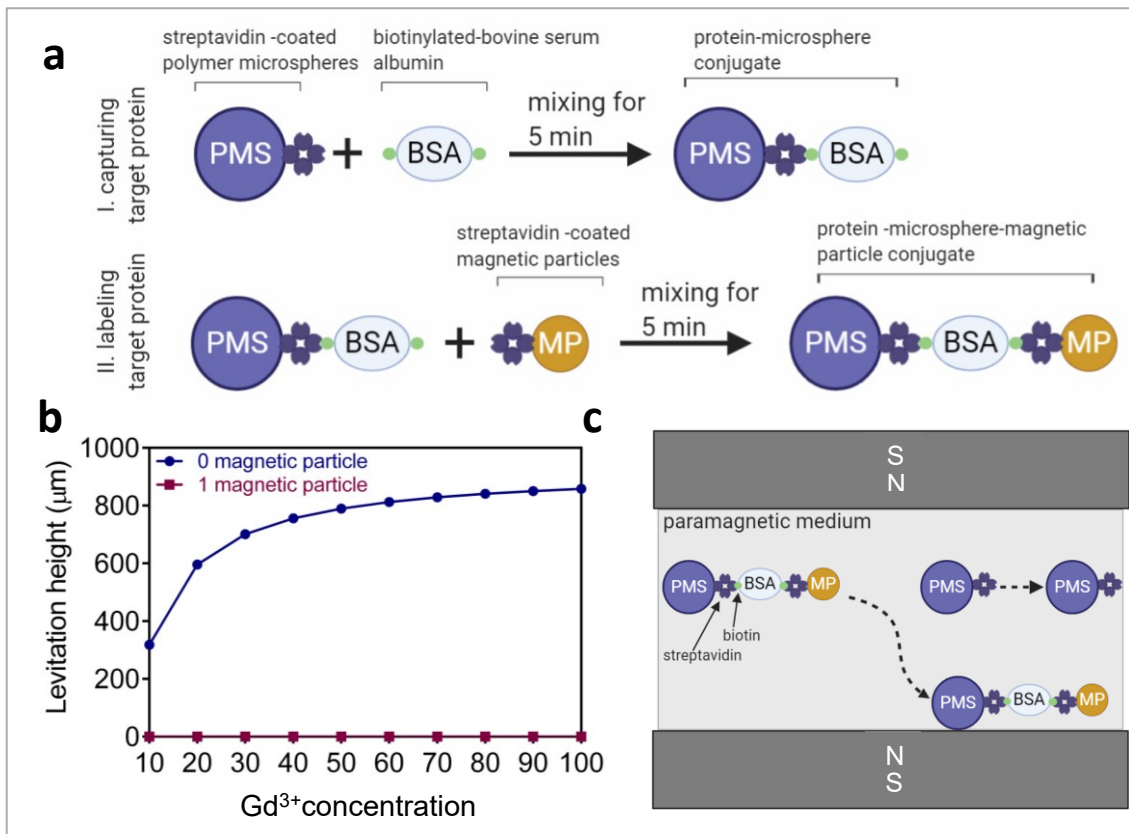 a
streptavidin -coated
polymer microspheres
biotinylated-bovine serum
albumin
protein-microsphere
conjugate
I. capturing
target protein
PMS
+
BSA
mixing for
5 min
PMS
BSA
streptavidin -coated
magnetic particles
protein -microsphere-magnetic
particle conjugate
II. labeling
target protein
PMS
BSA
+
MP
mixing for
5 min
PMS
BSA
MP
b
Levitation height (μm)
1000
800
600
400
200
0
0 magnetic particle
1 magnetic particle
10 20 30 40 50 60 70 80 90 100
Gd³⁺concentration
c
S
N
paramagnetic medium
PMS
BSA
MP
PMS
PMS
biotin
streptavidin
PMS
BSA
MP
N
S